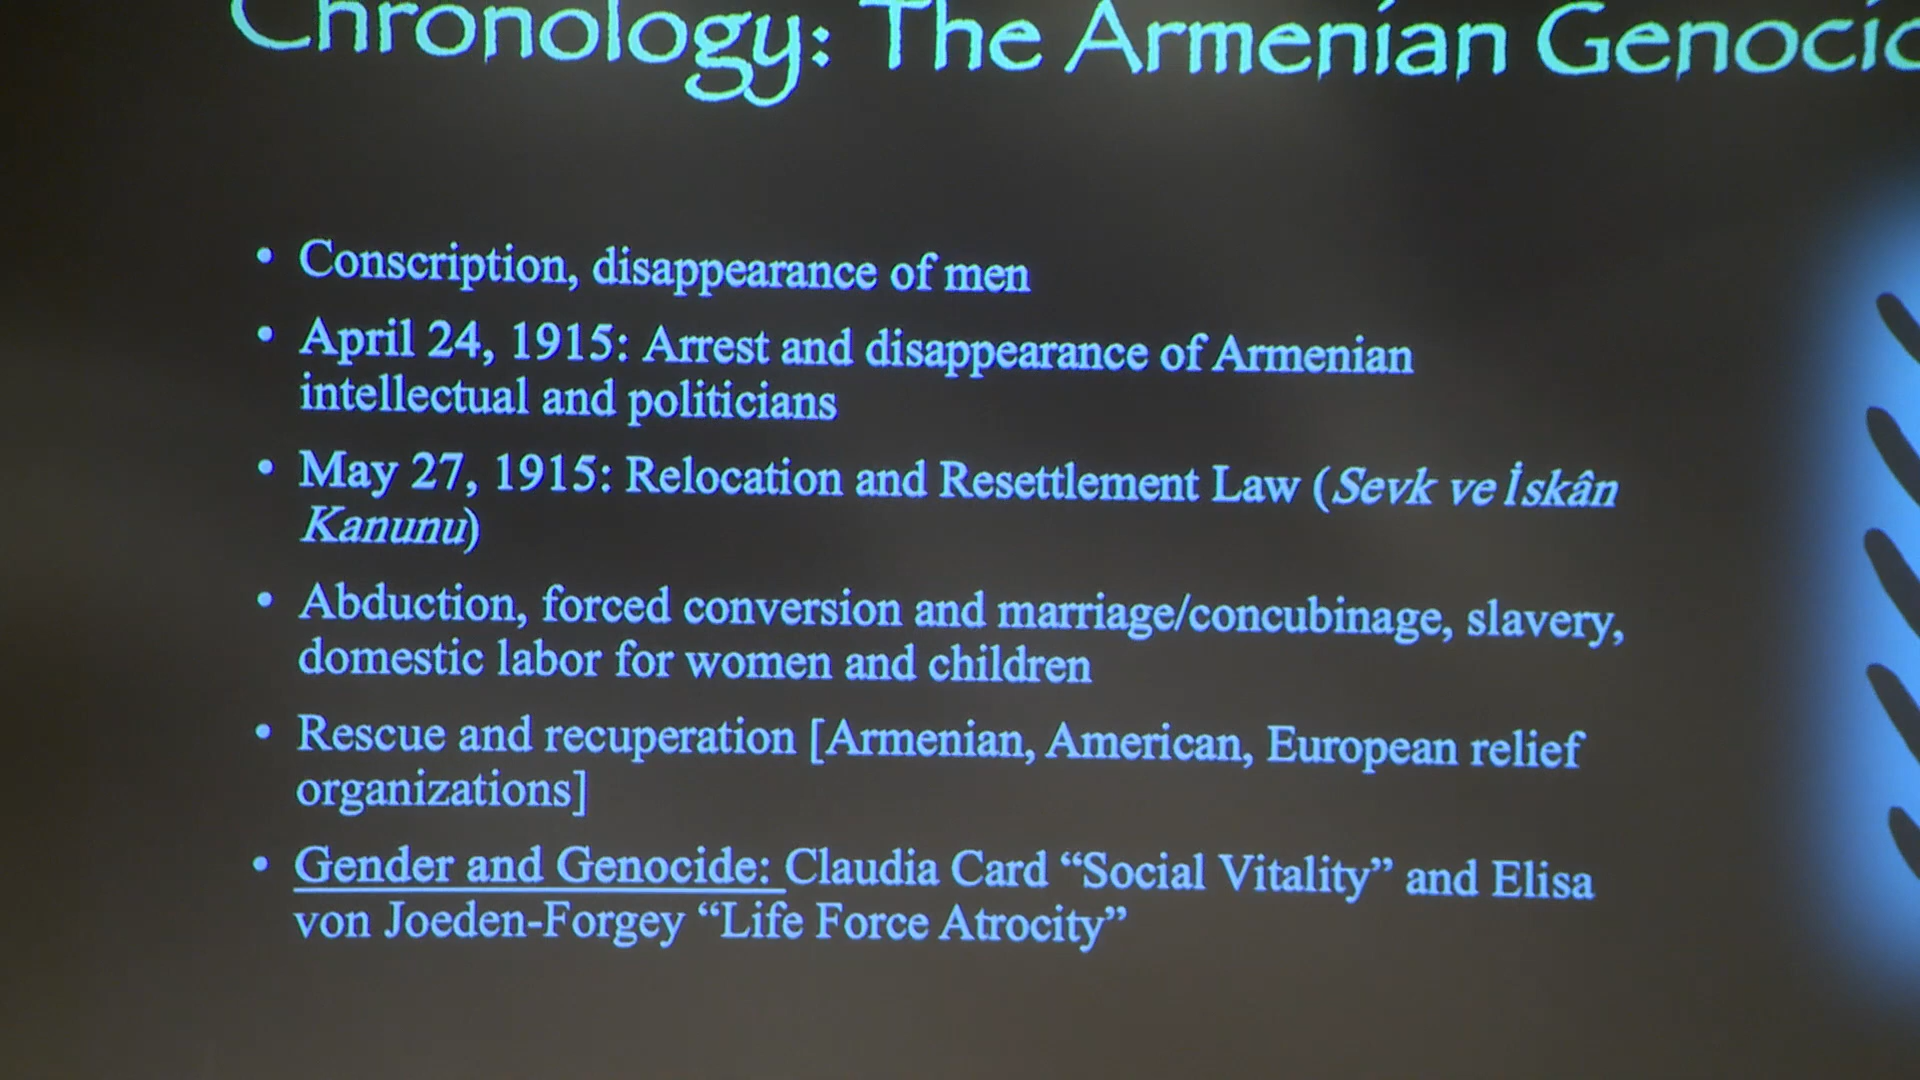 Chronology: The Armenian Genocid
• Conscription, disappearance of men
• April 24, 1915: Arrest and disappearance of Armenian
intellectual and politicians
• May 27, 1915: Relocation and Resettlement Law (Sevk ve İskân
Kanunu)
• Abduction, forced conversion and marriage/concubinage, slavery,
domestic labor for women and children
• Rescue and recuperation [Armenian, American, European relief
organizations]
• Gender and Genocide: Claudia Card “Social Vitality” and Elisa
von Joeden-Forgey “Life Force Atrocity”